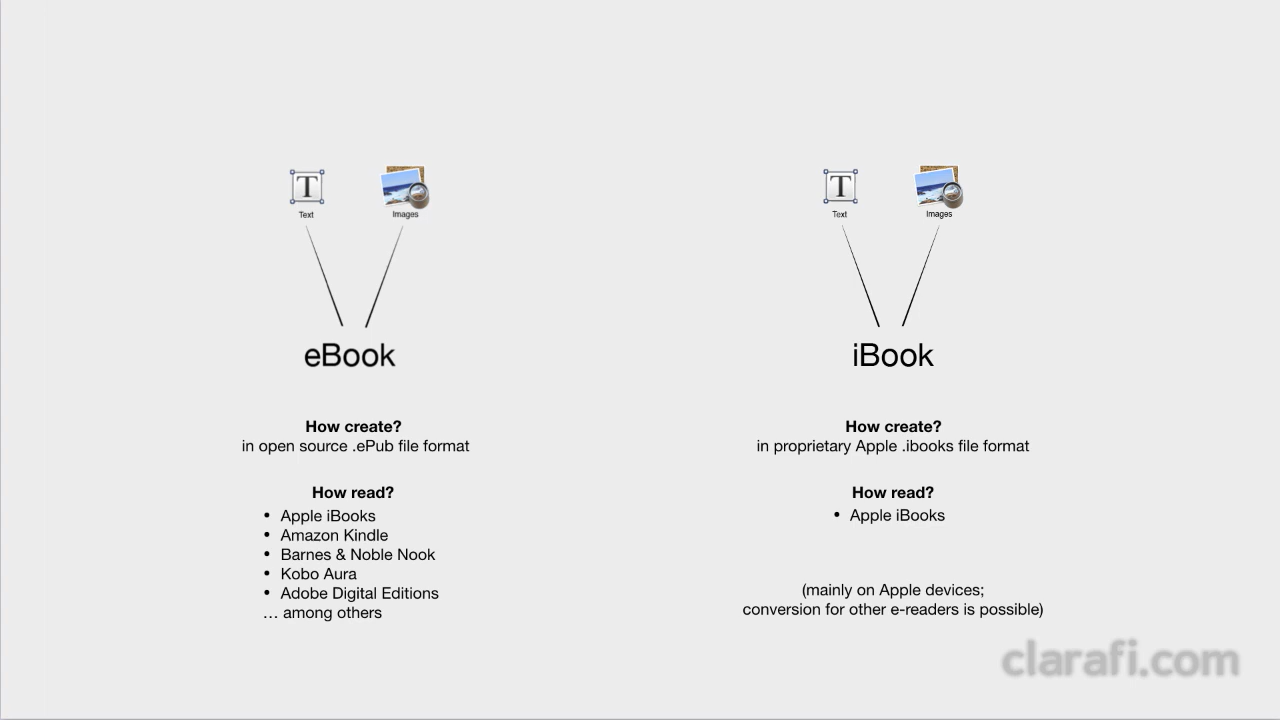 T
Text
Images
eBook
How create?
in open source .ePub file format
How read?
• Apple iBooks
• Amazon Kindle
• Barnes & Noble Nook
• Kobo Aura
• Adobe Digital Editions
… among others
T
Text
Images
iBook
How create?
in proprietary Apple .ibooks file format
How read?
• Apple iBooks
(mainly on Apple devices;
conversion for other e-readers is possible)
clarafi.com